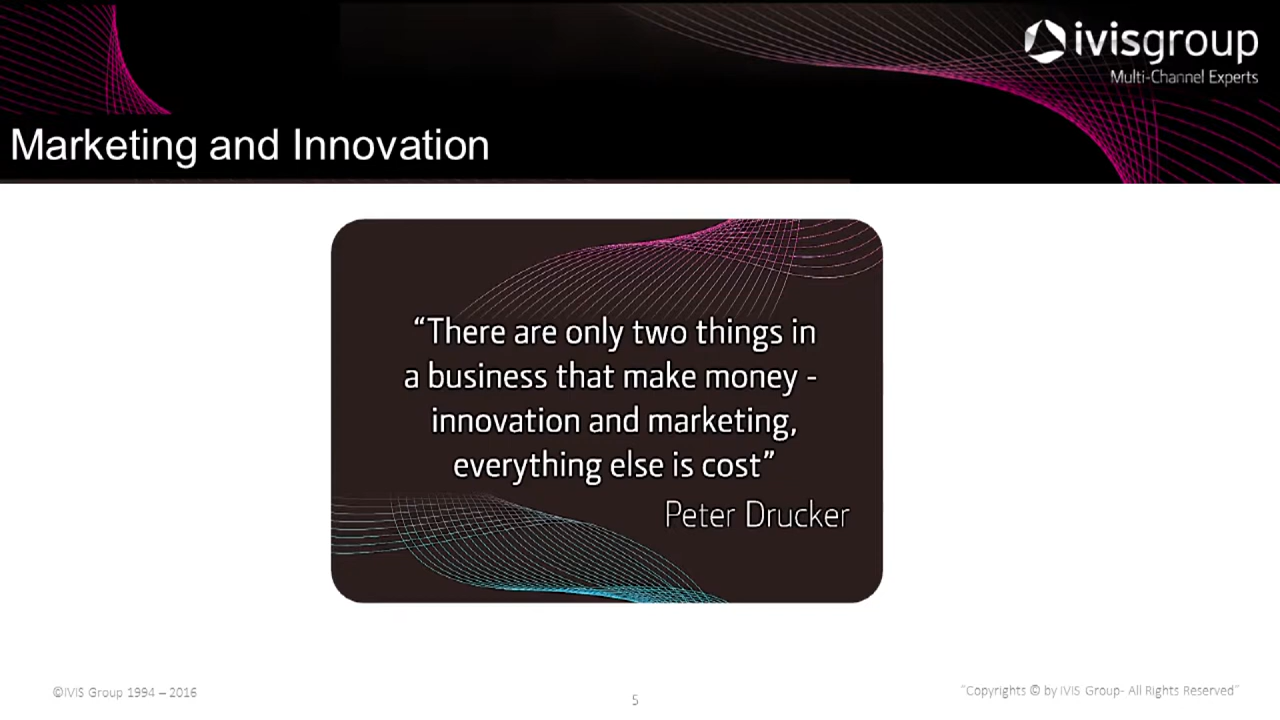 ivisgroup
Multi-Channel Experts
Marketing and Innovation
“There are only two things in
a business that make money -
innovation and marketing,
everything else is cost”
Peter Drucker
©IVIS Group 1994 – 2016
5
“Copyrights © by IVIS Group- All Rights Reserved”